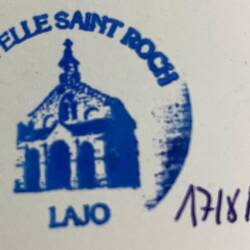 ELLE SAINT ROCH
LAJO
17/8/